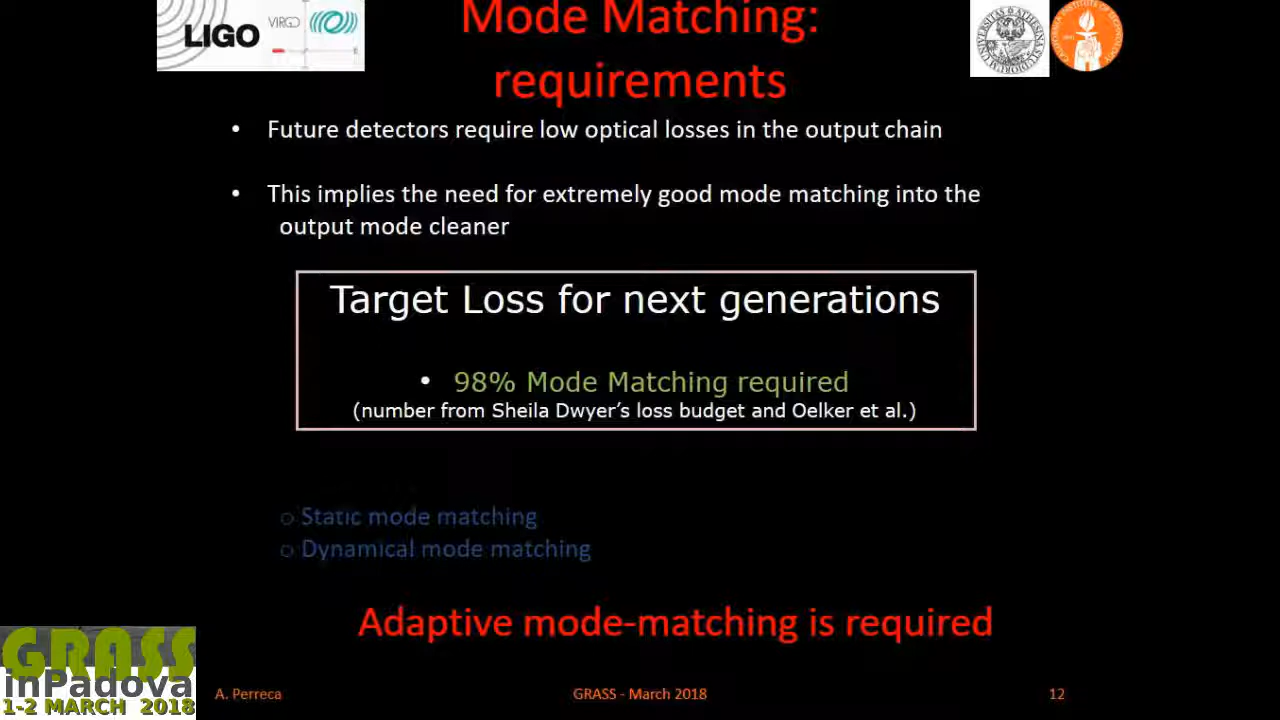 LIGO
VIRGO
Mode Matching:
requirements
• Future detectors require low optical losses in the output chain
• This implies the need for extremely good mode matching into the
output mode cleaner
Target Loss for next generations
• 98% Mode Matching required
(number from Sheila Dwyer’s loss budget and Oelker et al.)
o Static mode matching
o Dynamical mode matching
Adaptive mode-matching is required
GRASS
inPadova
1-2 MARCH 2018
A. Perreca
GRASS - March 2018
12